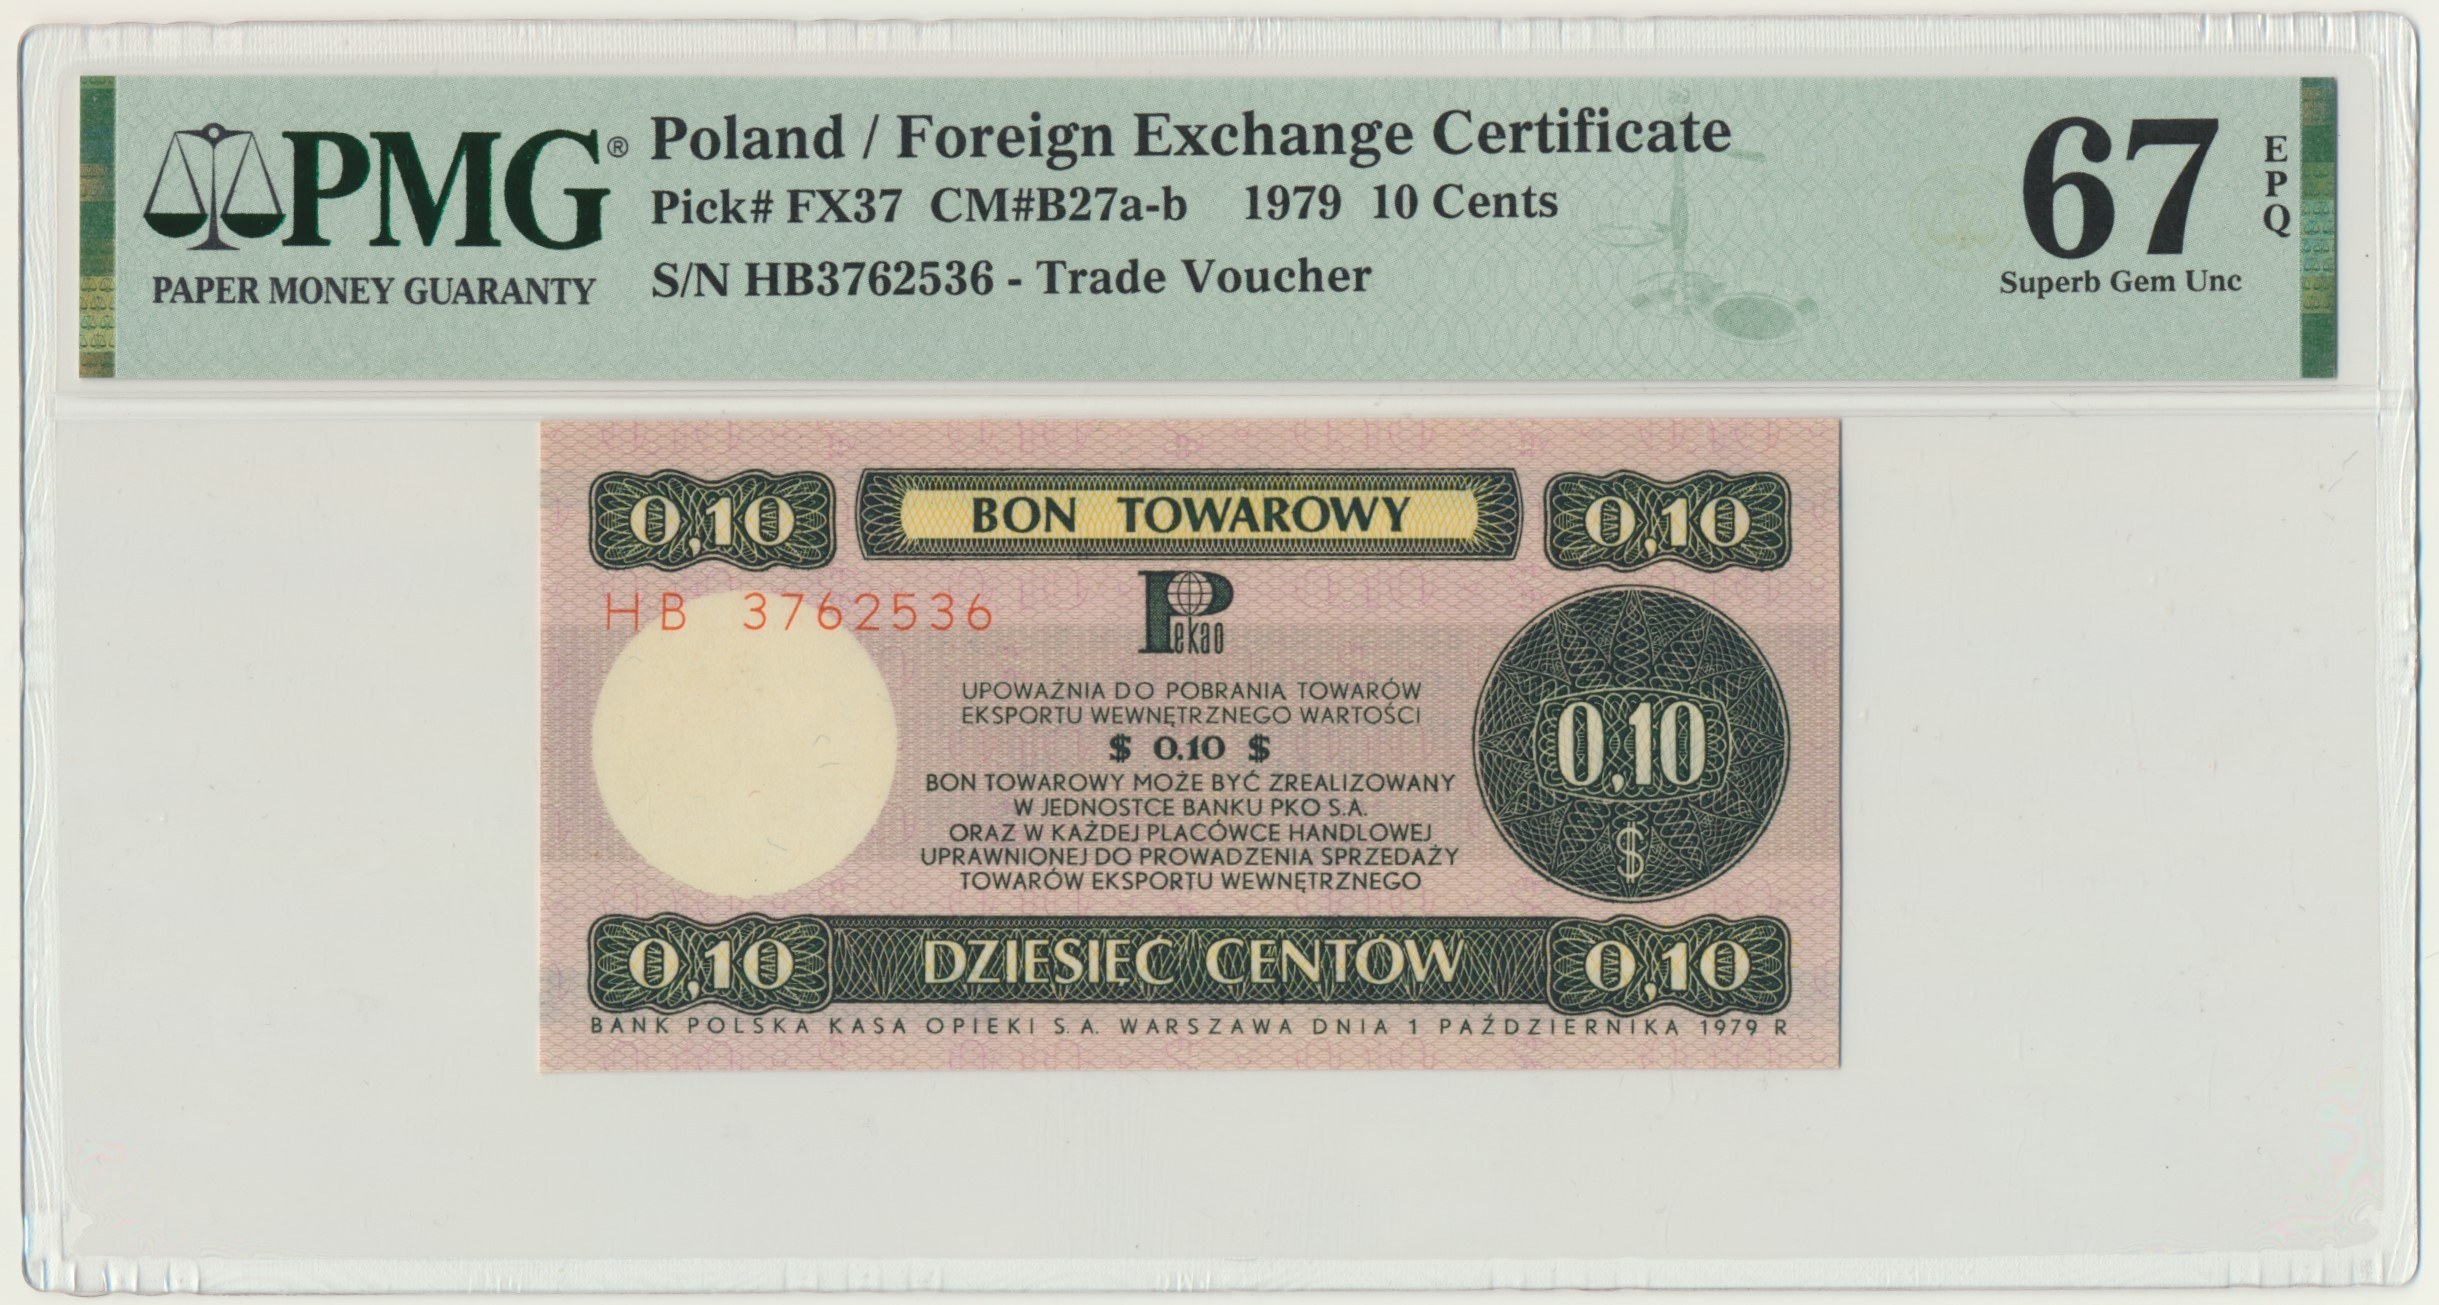 PMG®
PAPER MONEY GUARANTY
Poland / Foreign Exchange Certificate
Pick# FX37 CM#B27a-b 1979 10 Cents
S/N HB3762536 - Trade Voucher
67
EPQ
Superb Gem Unc
0,10 BON TOWAROWY 0,10
HB 3762536
Pekao
UPOWAŻNIA DO POBRANIA TOWARÓW
EKSPORTU WEWNĘTRZNEGO WARTOŚCI
$ 0.10 $
BON TOWAROWY MOŻE BYĆ ZREALIZOWANY
W JEDNOSTCE BANKU PKO S.A.
ORAZ W KAŻDEJ PLACÓWCE HANDLOWEJ
UPRAWNIONEJ DO PROWADZENIA SPRZEDAŻY
TOWARÓW EKSPORTU WEWNĘTRZNEGO
0,10
$
0,10 DZIESIĘĆ CENTÓW 0,10
BANK POLSKA KASA OPIEKI S.A. WARSZAWA DNIA 1 PAŹDZIERNIKA 1979 R